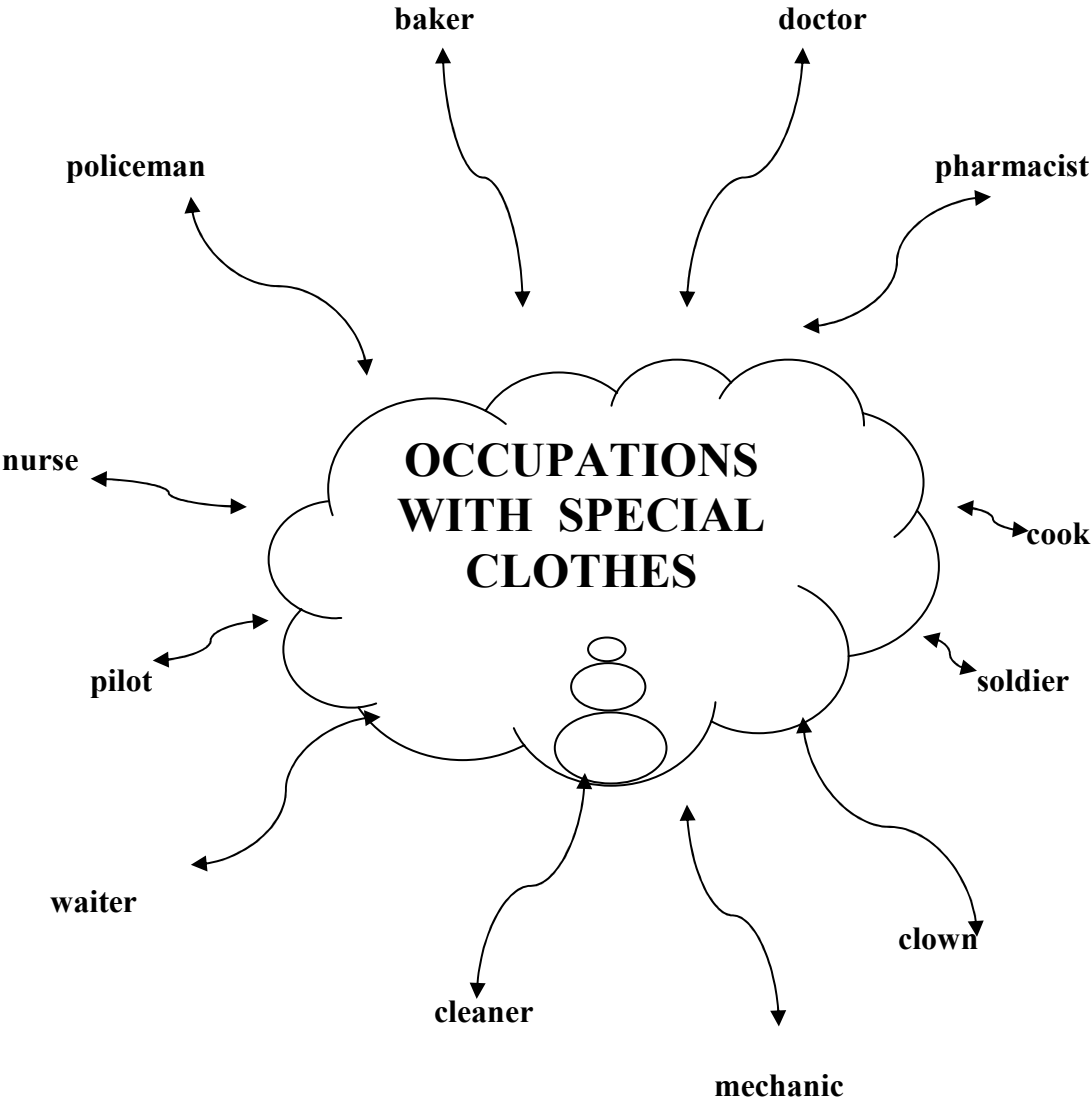 baker
doctor
policeman
pharmacist
nurse
OCCUPATIONS
WITH SPECIAL
CLOTHES
cook
pilot
soldier
waiter
clown
cleaner
mechanic